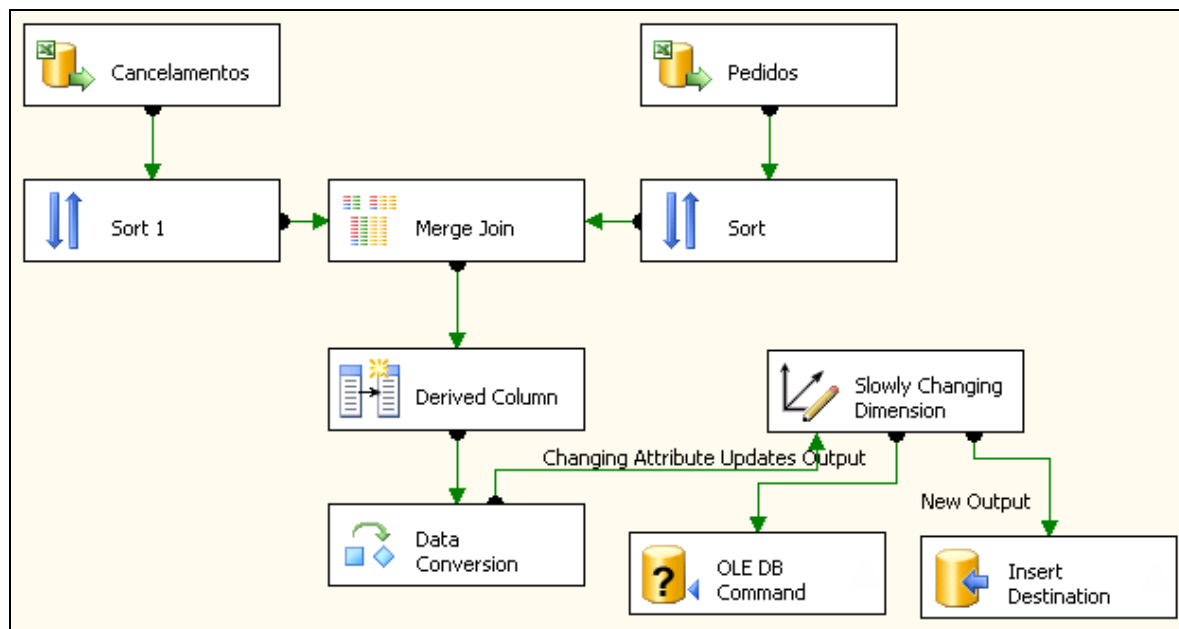 Cancelamentos
Pedidos
Sort 1
Merge Join
Sort
Derived Column
Slowly Changing
Dimension
Changing Attribute Updates Output
New Output
Data
Conversion
?
OLE DB
Command
Insert
Destination